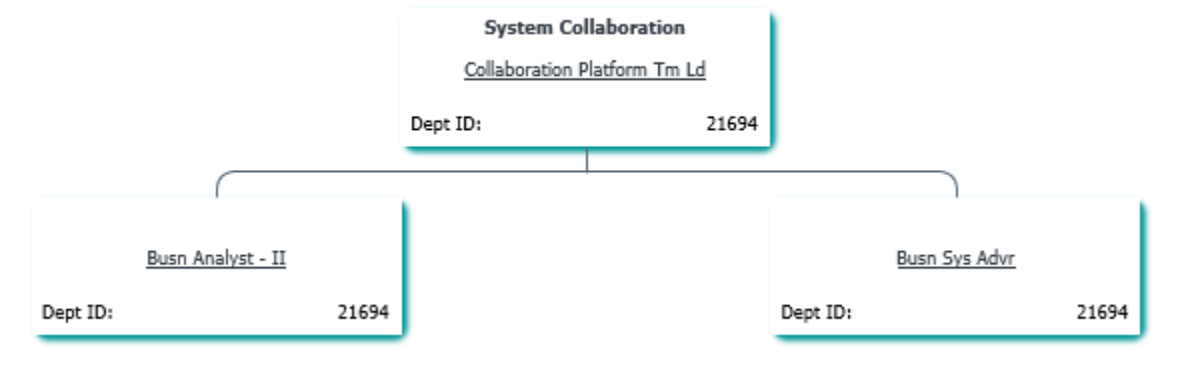 System Collaboration
Collaboration Platform Tm Ld
Dept ID: 21694
Busn Analyst - II
Dept ID: 21694
Busn Sys Advr
Dept ID: 21694